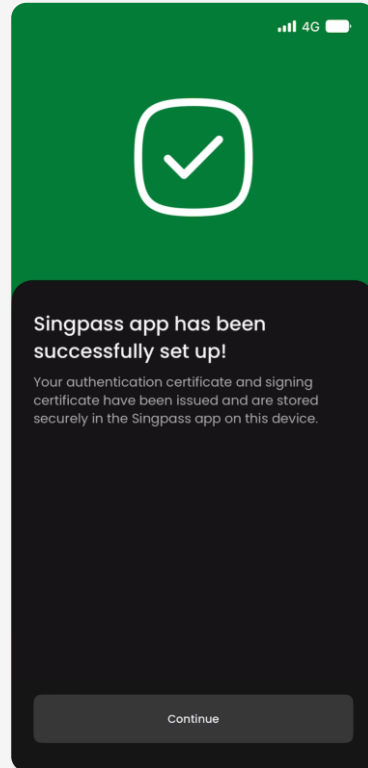 4G
Singpass app has been
successfully set up!
Your authentication certificate and signing
certificate have been issued and are stored
securely in the Singpass app on this device.
Continue